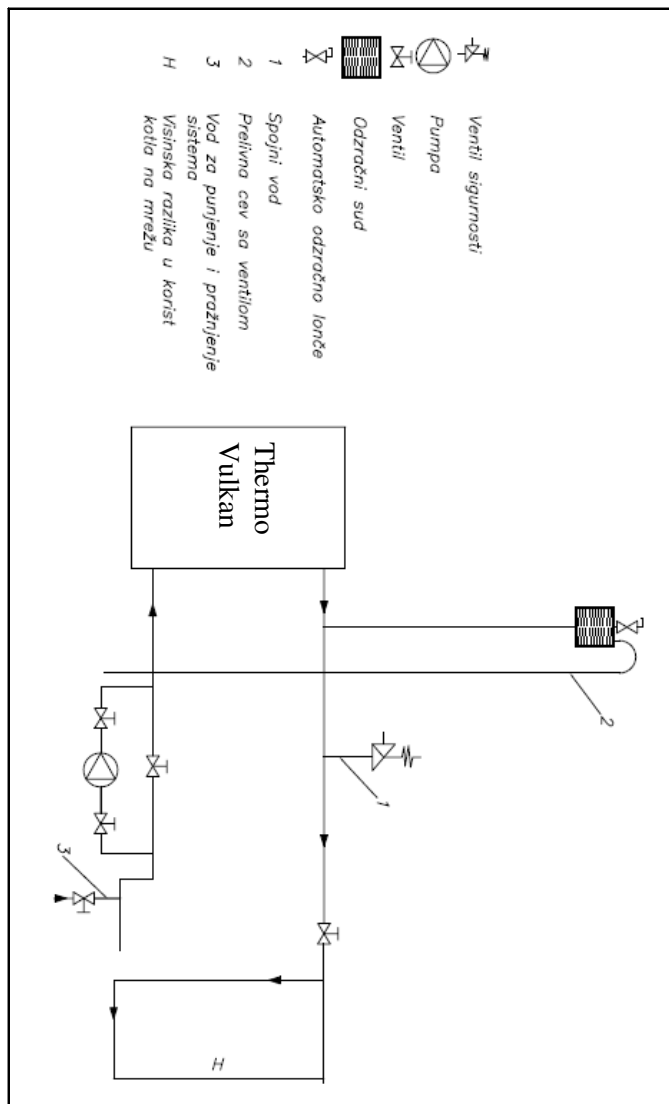 Thermo
Vulkan
1
2
3
H
Ventil sigurnosti
Pumpa
Ventil
Odzračni sud
Automatsko odzračno lonče
1 Spojni vod
2 Prelivna cev sa ventilom
3 Vod za punjenje i pražnjenje
sistema
H Visinska razlika u korist
kotla na mrežu